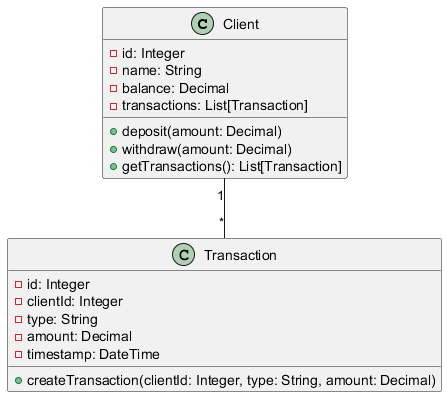 C Client
id: Integer
name: String
balance: Decimal
transactions: List[Transaction]
deposit(amount: Decimal)
withdraw(amount: Decimal)
getTransactions(): List[Transaction]
1
*
C Transaction
id: Integer
clientId: Integer
type: String
amount: Decimal
timestamp: DateTime
createTransaction(clientId: Integer, type: String, amount: Decimal)